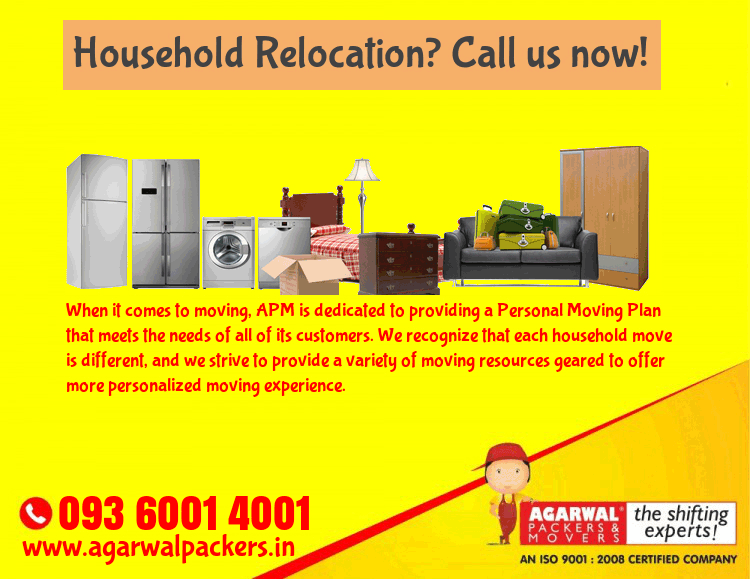 Household Relocation? Call us now!
When it comes to moving, APM is dedicated to providing a Personal Moving Plan
that meets the needs of all of its customers. We recognize that each household move
is different, and we strive to provide a variety of moving resources geared to offer
more personalized moving experience.
093 6001 4001
www.agarwalpackers.in
AGARWAL®
PACKERS &
MOVERS
the shifting
experts!
AN ISO 9001 : 2008 CERTIFIED COMPANY